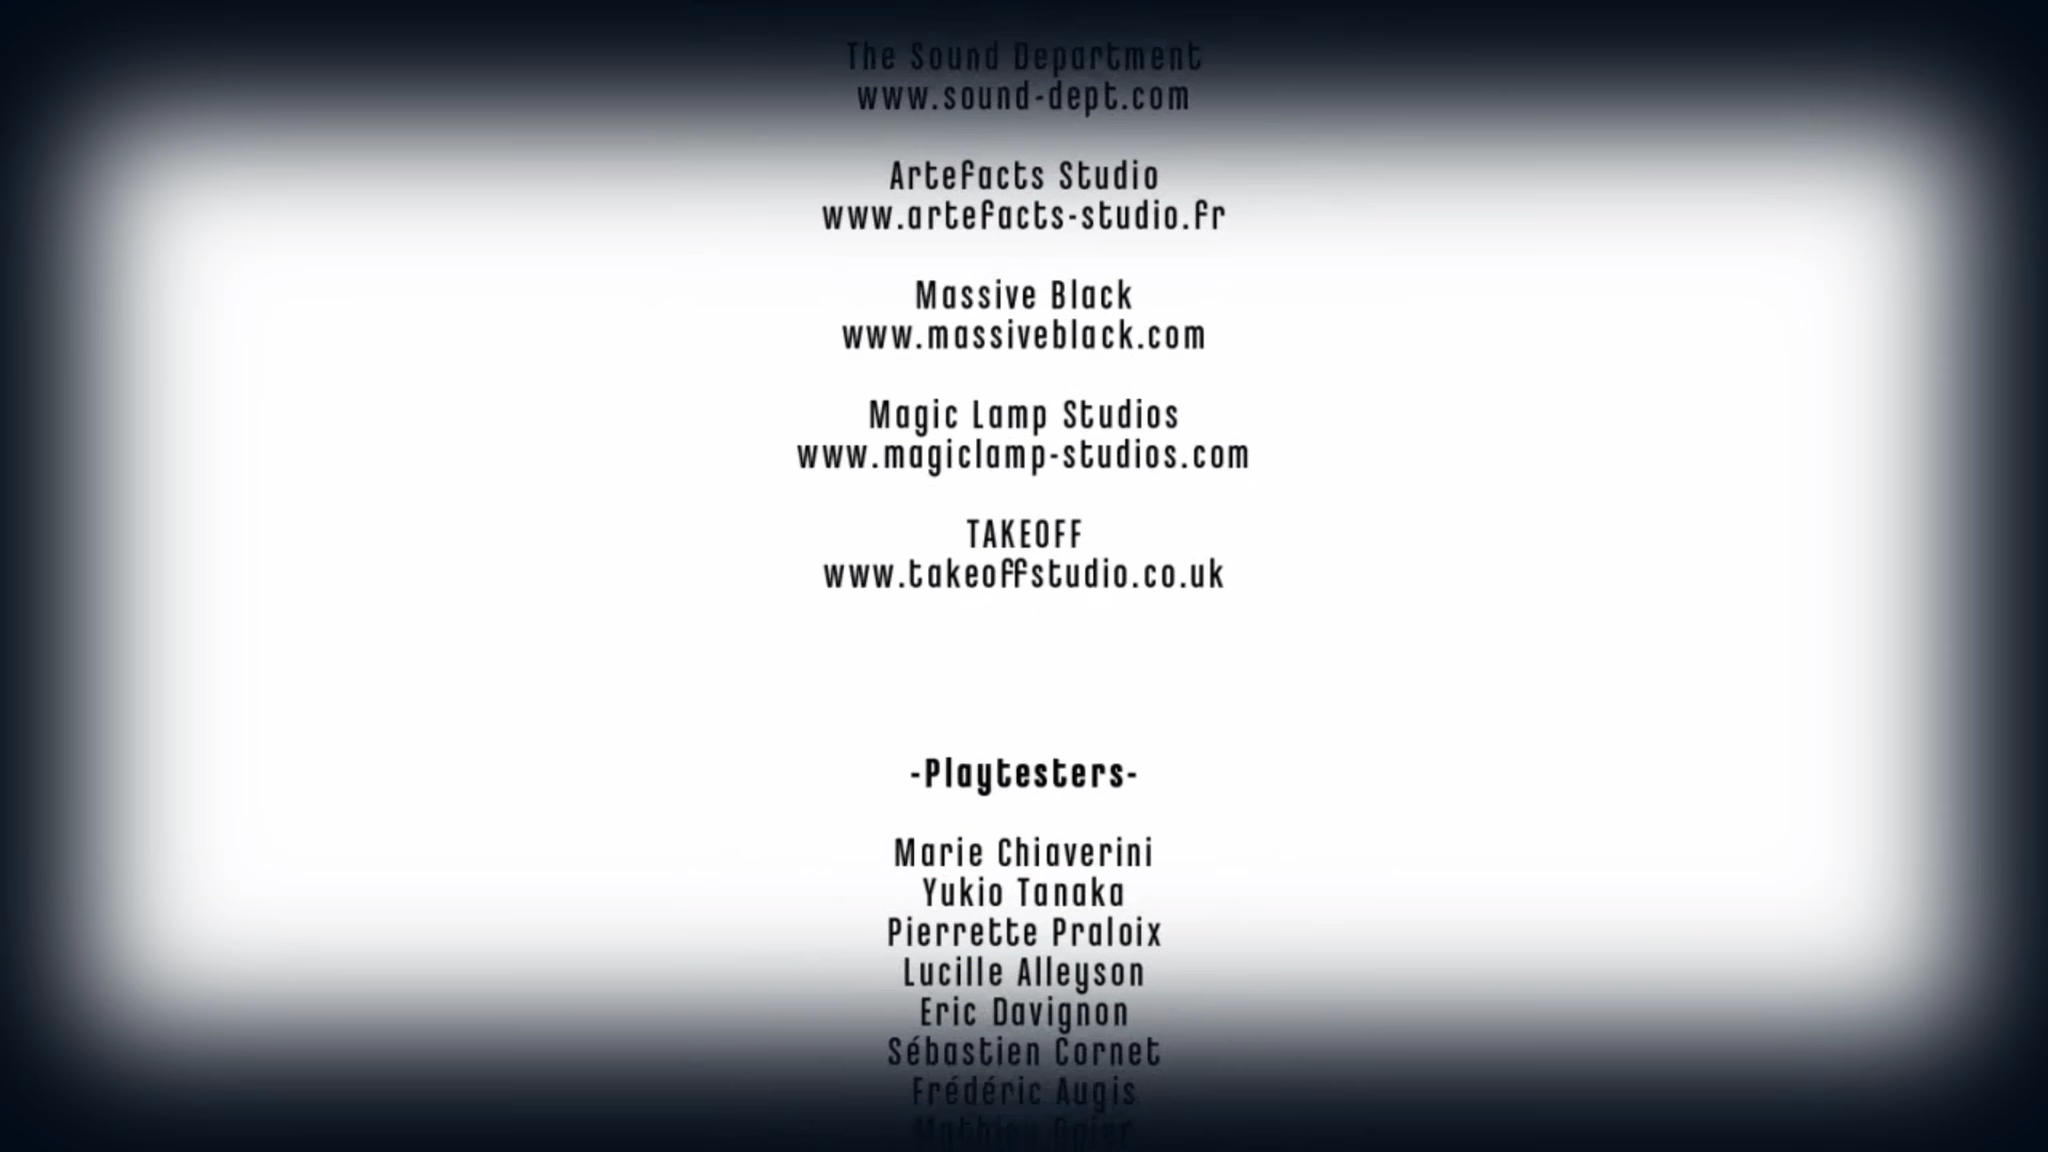 The Sound Department
www.sound-dept.com
Artefacts Studio
www.artefacts-studio.fr
Massive Black
www.massiveblack.com
Magic Lamp Studios
www.magiclamp-studios.com
TAKEOFF
www.takeoffstudio.co.uk
-Playtesters-
Marie Chiaverini
Yukio Tanaka
Pierrette Praloix
Lucille Alleyson
Eric Davignon
Sébastien Cornet
Frédéric Augis
Mathieu